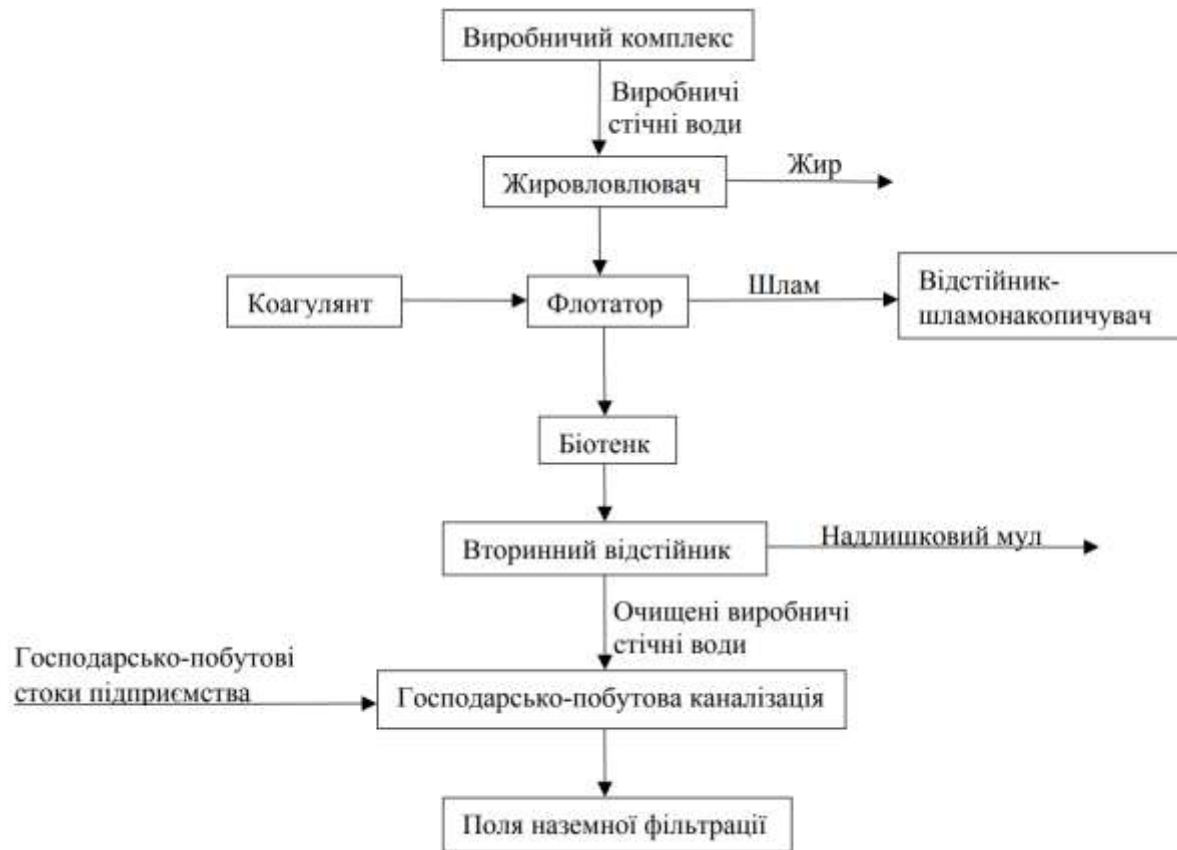 Виробничий комплекс
Виробничі
стічні води
Жировловлювач
Жир
Коагулянт
Флотатор
Шлам
Відстійник-
шламонакопичувач
Біотенк
Вторинний відстійник
Надлишковий мул
Очищені виробничі
стічні води
Господарсько-побутові
стоки підприємства
Господарсько-побутова каналізація
Поля наземної фільтрації